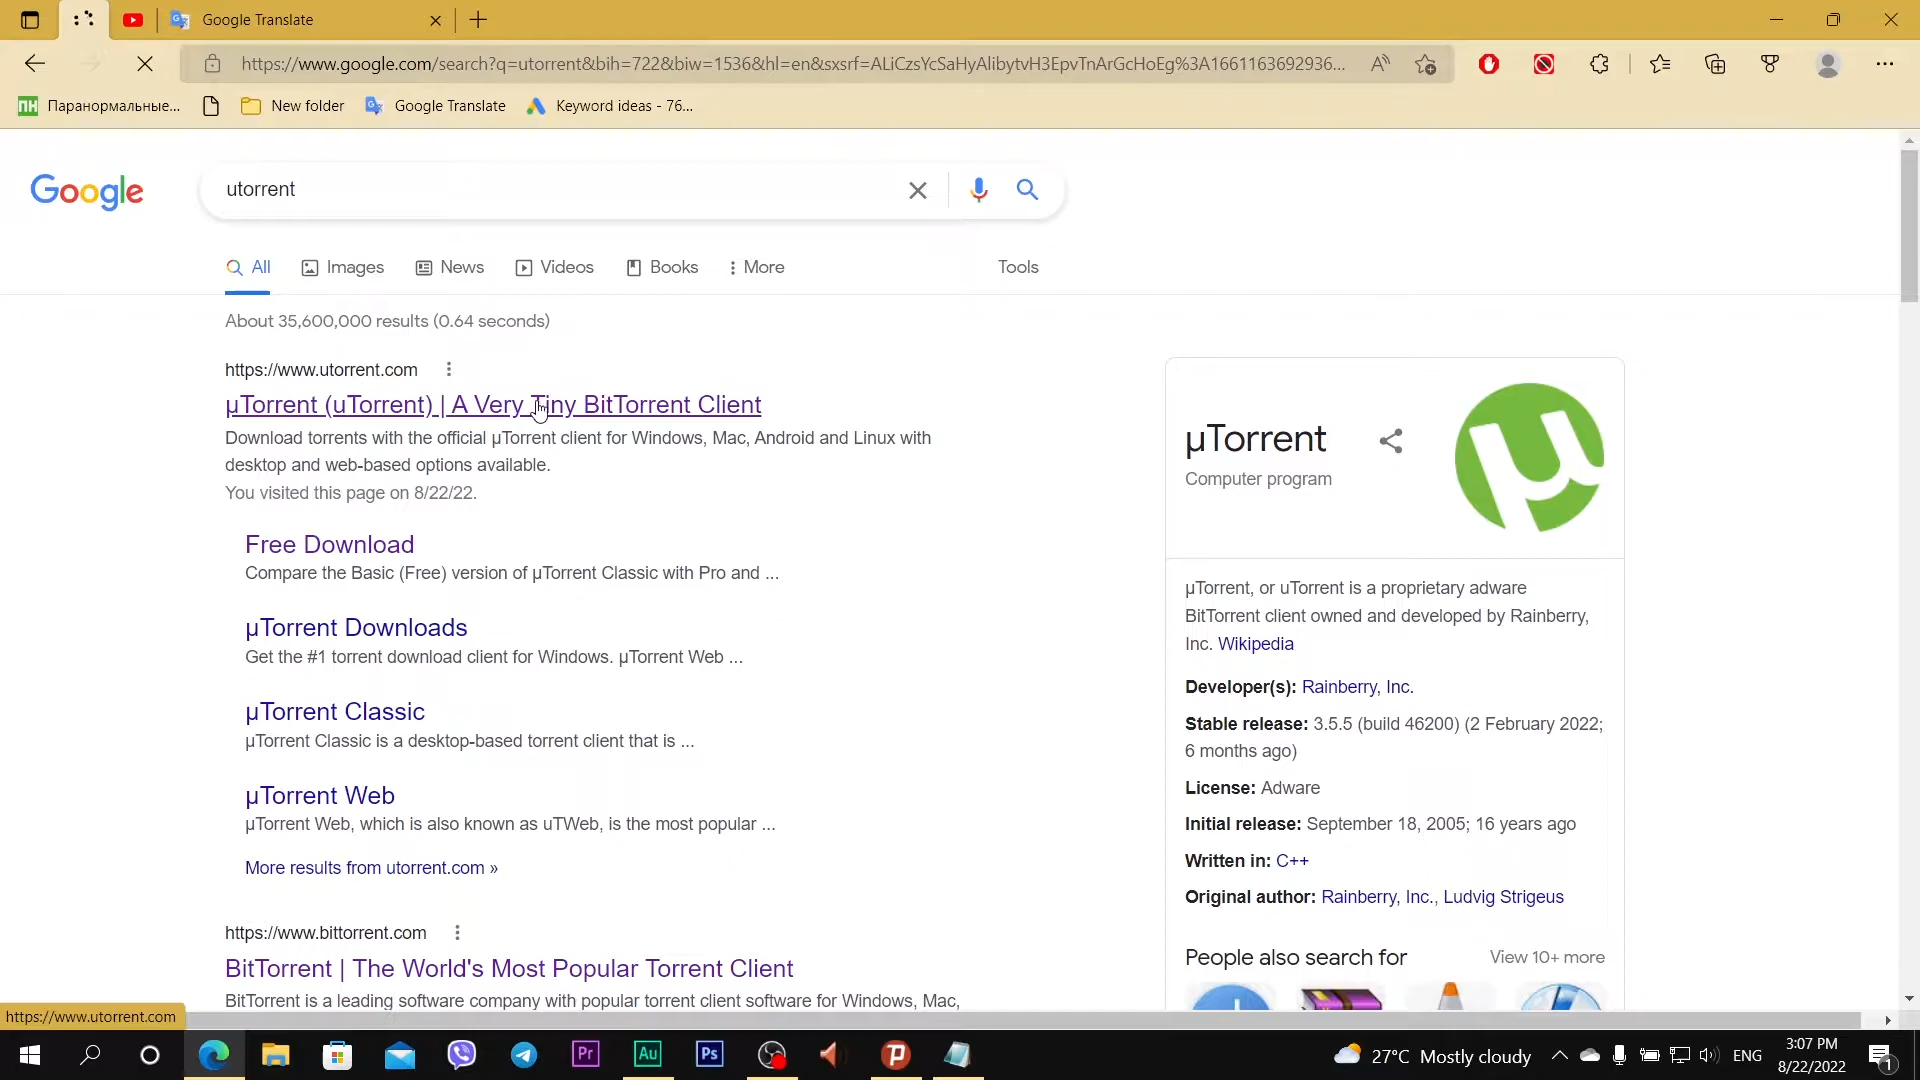 Google Translate
https://www.google.com/search?q=utorrent&bih=722&biw=1536&hl=en&sxsrf=ALiCzsYcSaHyAlibytvH3EpvTnArGcHoEg%3A1661163692936...
Паранормальные...
New folder
Google Translate
Keyword ideas - 76...
Google
utorrent
All
Images
News
Videos
Books
More
Tools
About 35,600,000 results (0.64 seconds)
https://www.utorrent.com
µTorrent (uTorrent) | A Very Tiny BitTorrent Client
Download torrents with the official µTorrent client for Windows, Mac, Android and Linux with
desktop and web-based options available.
You visited this page on 8/22/22.
Free Download
Compare the Basic (Free) version of µTorrent Classic with Pro and ...
µTorrent Downloads
Get the #1 torrent download client for Windows. µTorrent Web ...
µTorrent Classic
µTorrent Classic is a desktop-based torrent client that is ...
µTorrent Web
µTorrent Web, which is also known as uTWeb, is the most popular ...
More results from utorrent.com »
https://www.bittorrent.com
BitTorrent | The World's Most Popular Torrent Client
BitTorrent is a leading software company with popular torrent client software for Windows, Mac,
µTorrent
Computer program
µTorrent, or uTorrent is a proprietary adware
BitTorrent client owned and developed by Rainberry,
Inc. Wikipedia
Developer(s): Rainberry, Inc.
Stable release: 3.5.5 (build 46200) (2 February 2022;
6 months ago)
License: Adware
Initial release: September 18, 2005; 16 years ago
Written in: C++
Original author: Rainberry, Inc., Ludvig Strigeus
People also search for
View 10+ more
https://www.utorrent.com
Pr
Au
Ps
27°C Mostly cloudy
ENG
3:07 PM
8/22/2022
1